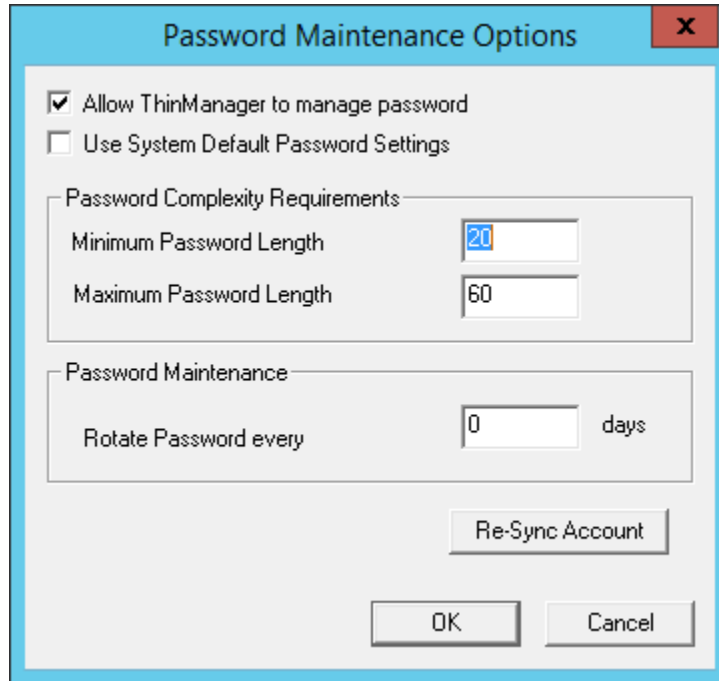 Password Maintenance Options
x
Allow ThinManager to manage password
Use System Default Password Settings
Password Complexity Requirements
Minimum Password Length 20
Maximum Password Length 60
Password Maintenance
Rotate Password every 0 days
Re-Sync Account
OK Cancel